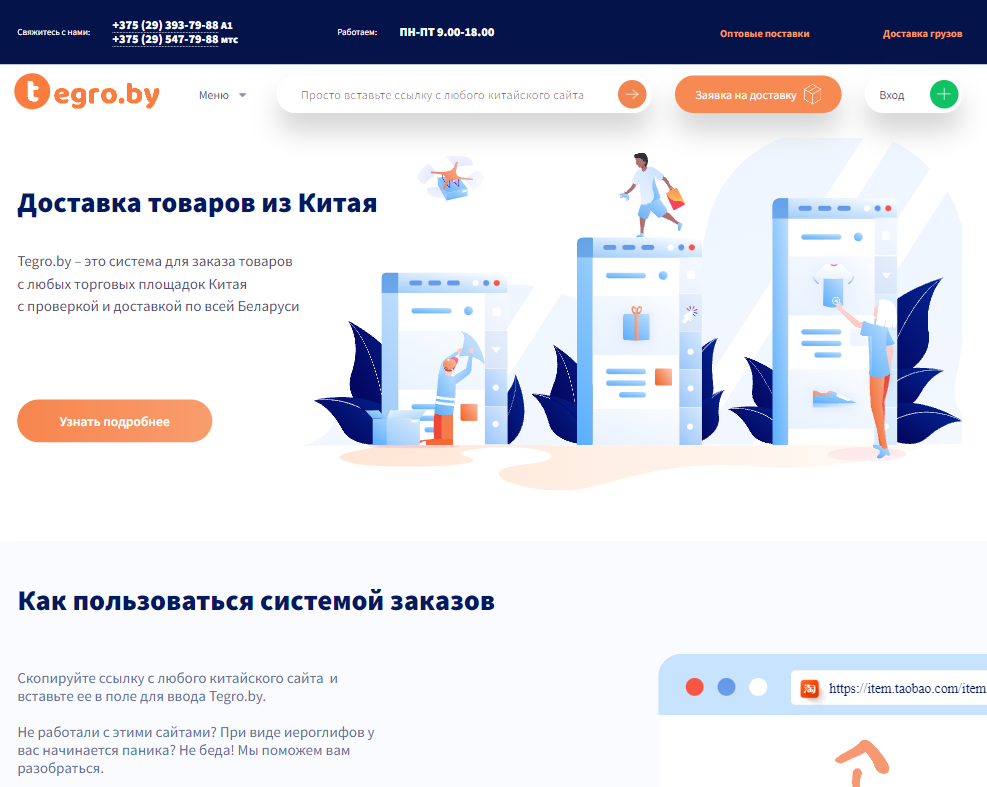 Свяжитесь с нами:
+375 (29) 393-79-88 А1
+375 (29) 547-79-88 мтс
Работаем:
ПН-ПТ 9.00-18.00
Оптовые поставки
Доставка грузов
tegro.by
Меню
Просто вставьте ссылку с любого китайского сайта
Заявка на доставку
Вход
Доставка товаров из Китая
Tegro.by – это система для заказа товаров
с любых торговых площадок Китая
с проверкой и доставкой по всей Беларуси
Узнать подробнее
Как пользоваться системой заказов
Скопируйте ссылку с любого китайского сайта и
вставьте ее в поле для ввода Tegro.by.
Не работали с этими сайтами? При виде иероглифов у
вас начинается паника? Не беда! Мы поможем вам
разобраться.
淘 https://item.taobao.com/item